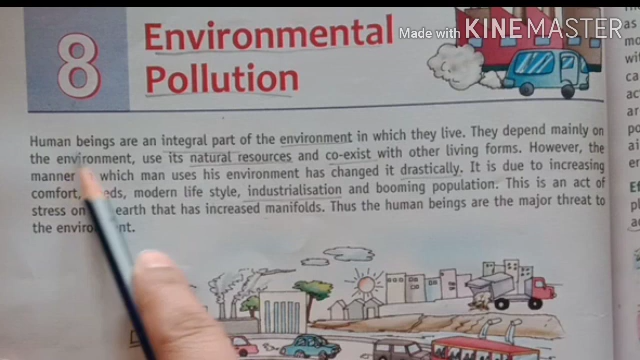 Made with KINEMASTER
8
Environmental
Pollution
Human beings are an integral part of the environment in which they live. They depend mainly on
the environment, use its natural resources and co-exist with other living forms. However, the
manner which man uses his environment has changed it drastically. It is due to increasing
comfort, modern life style, industrialisation and booming population. This is an act of
stress on earth that has increased manifolds. Thus the human beings are the major threat to
the